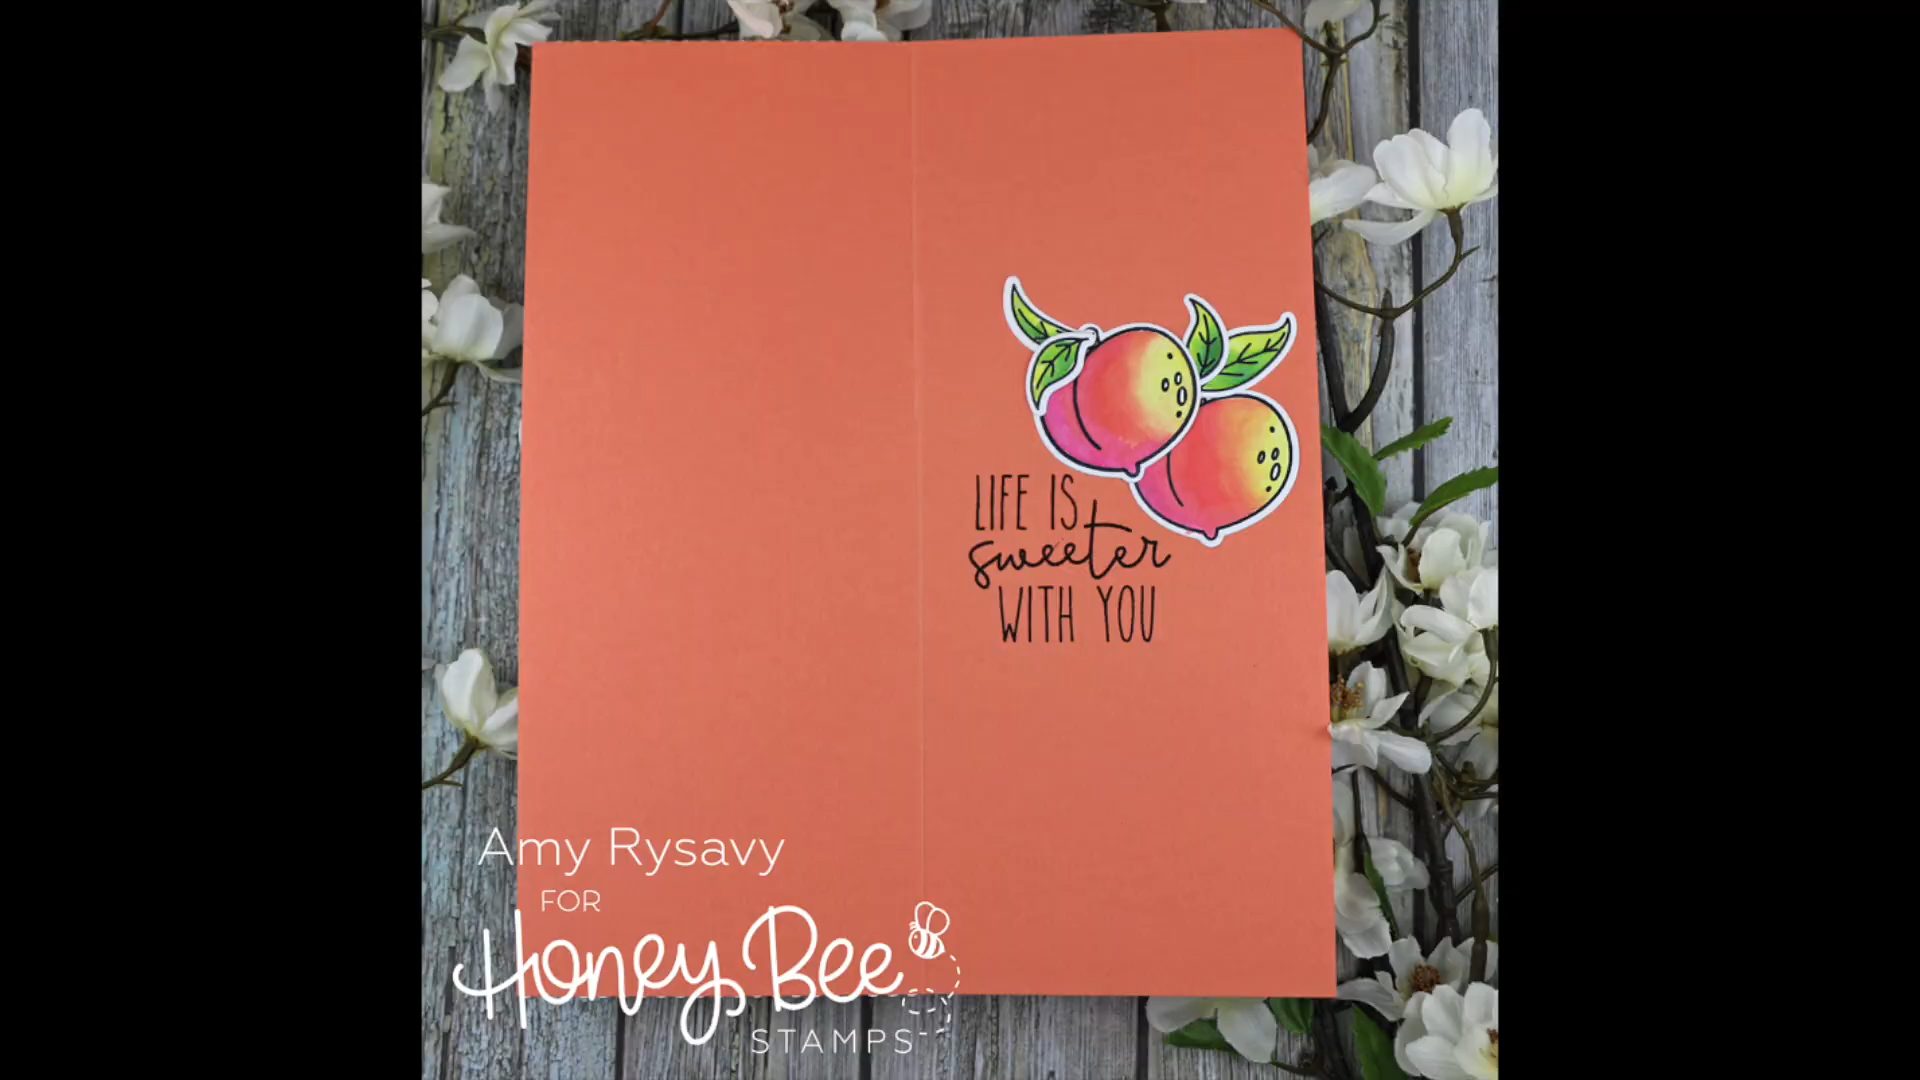 LIFE IS
sweeter
WITH YOU
Amy Rysavy
FOR
Honey Bee
STAMPS